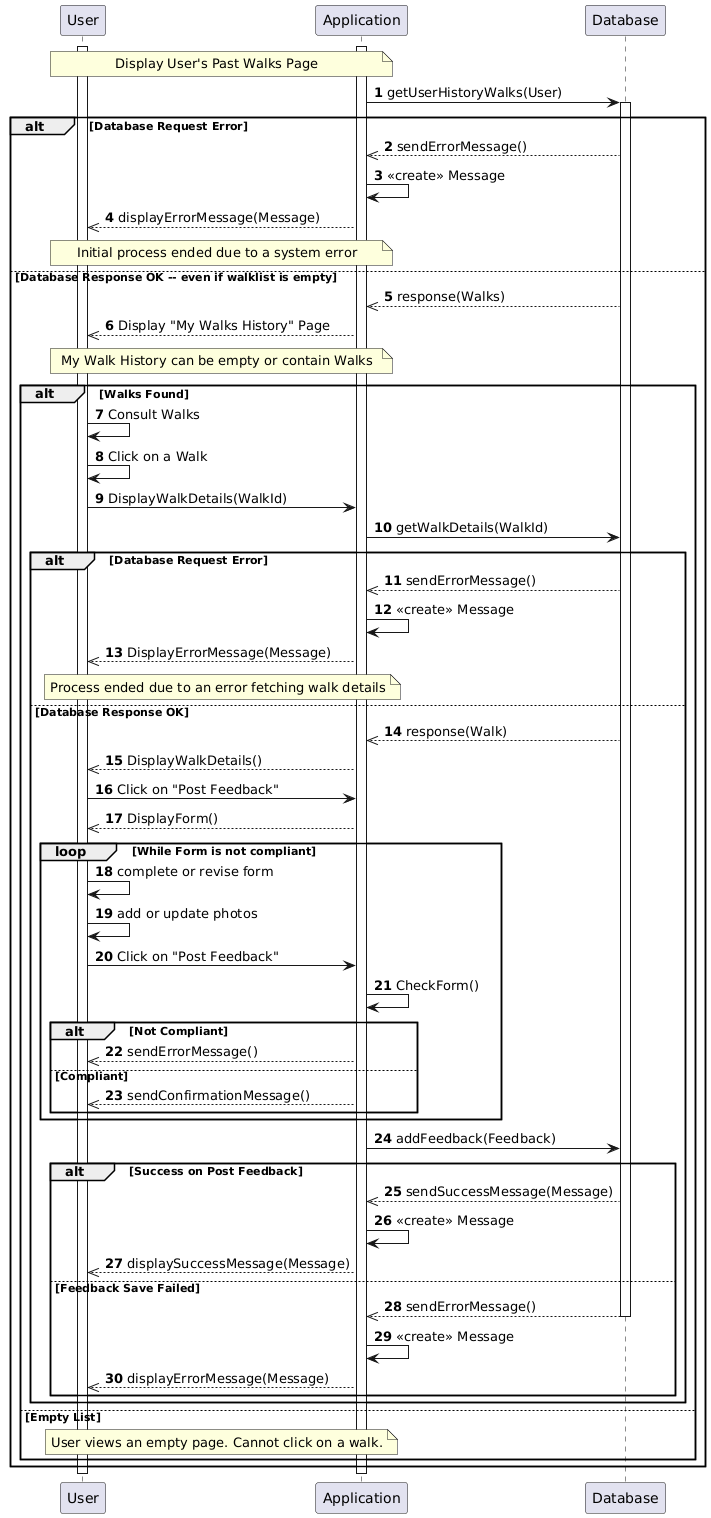 User
Application
Database
Display User's Past Walks Page
1 getUserHistoryWalks(User)
alt
[Database Request Error]
2 sendErrorMessage()
3 «create» Message
4 displayErrorMessage(Message)
Initial process ended due to a system error
[Database Response OK -- even if walklist is empty]
5 response(Walks)
6 Display "My Walks History" Page
My Walk History can be empty or contain Walks
alt
[Walks Found]
7 Consult Walks
8 Click on a Walk
9 DisplayWalkDetails(WalkId)
10 getWalkDetails(WalkId)
alt
[Database Request Error]
11 sendErrorMessage()
12 «create» Message
13 DisplayErrorMessage(Message)
Process ended due to an error fetching walk details
[Database Response OK]
14 response(Walk)
15 DisplayWalkDetails()
16 Click on "Post Feedback"
17 DisplayForm()
loop
[While Form is not compliant]
18 complete or revise form
19 add or update photos
20 Click on "Post Feedback"
21 CheckForm()
alt
[Not Compliant]
22 sendErrorMessage()
[Compliant]
23 sendConfirmationMessage()
24 addFeedback(Feedback)
alt
[Success on Post Feedback]
25 sendSuccessMessage(Message)
26 «create» Message
27 displaySuccessMessage(Message)
[Feedback Save Failed]
28 sendErrorMessage()
29 «create» Message
30 displayErrorMessage(Message)
[Empty List]
User views an empty page. Cannot click on a walk.
User
Application
Database